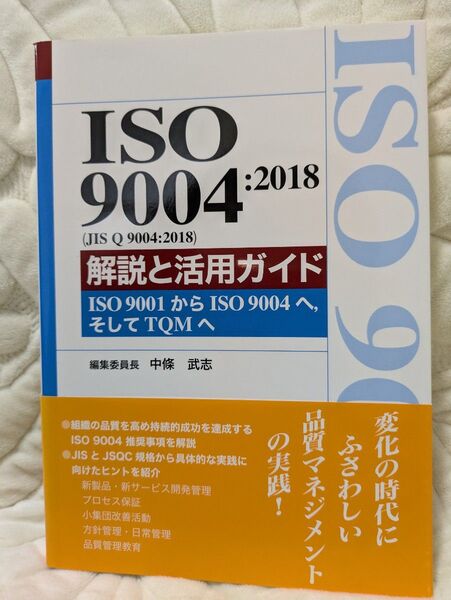 ISO
9004:2018
(JIS Q 9004:2018)
解説と活用ガイド
ISO 9001 から ISO 9004 へ,
そして TQM へ
編集委員長 中條 武志
ISO 90
変化の時代に
ふさわしい
品質マネジメント
の実践!
●組織の品質を高め持続的成功を達成する
ISO 9004 推奨事項を解説
●JIS と JSQC 規格から具体的な実践に
向けたヒントを紹介
新製品・新サービス開発管理
プロセス保証
小集団改善活動
方針管理・日常管理
品質管理教育